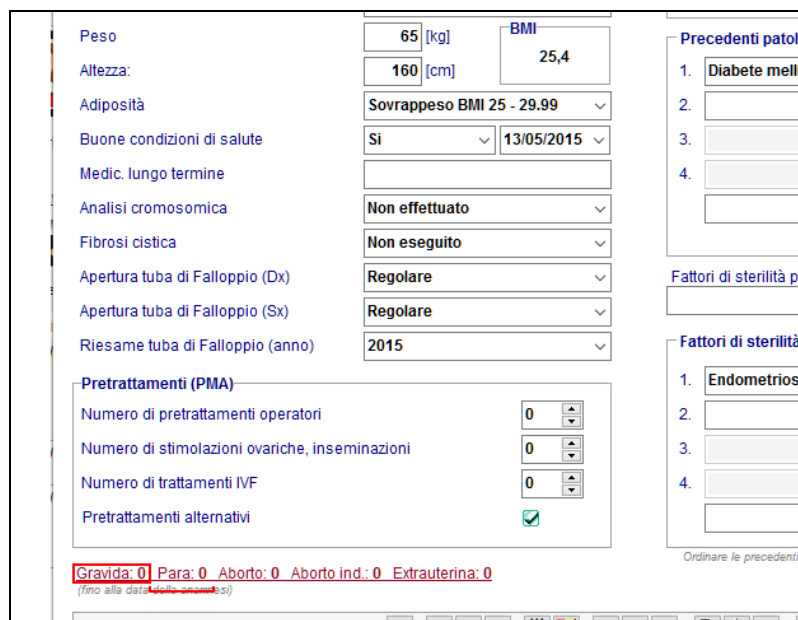 Peso 65 [kg] BMI
25,4
Altezza: 160 [cm]
Adiposità Sovrappeso BMI 25 - 29.99
Buone condizioni di salute Si 13/05/2015
Medic. lungo termine
Analisi cromosomica Non effettuato
Fibrosi cistica Non eseguito
Apertura tuba di Falloppio (Dx) Regolare
Apertura tuba di Falloppio (Sx) Regolare
Riesame tuba di Falloppio (anno) 2015
Pretrattamenti (PMA)
Numero di pretrattamenti operatori 0
Numero di stimolazioni ovariche, inseminazioni 0
Numero di trattamenti IVF 0
Pretrattamenti alternativi
Gravida: 0 Para: 0 Aborto: 0 Aborto ind.: 0 Extrauterina: 0
(fino alla data della anamnesi)
Precedenti patol
1. Diabete melli
2.
3.
4.
Fattori di sterilità p
Fattori di sterilità
1. Endometrios
2.
3.
4.
Ordinare le precedenti